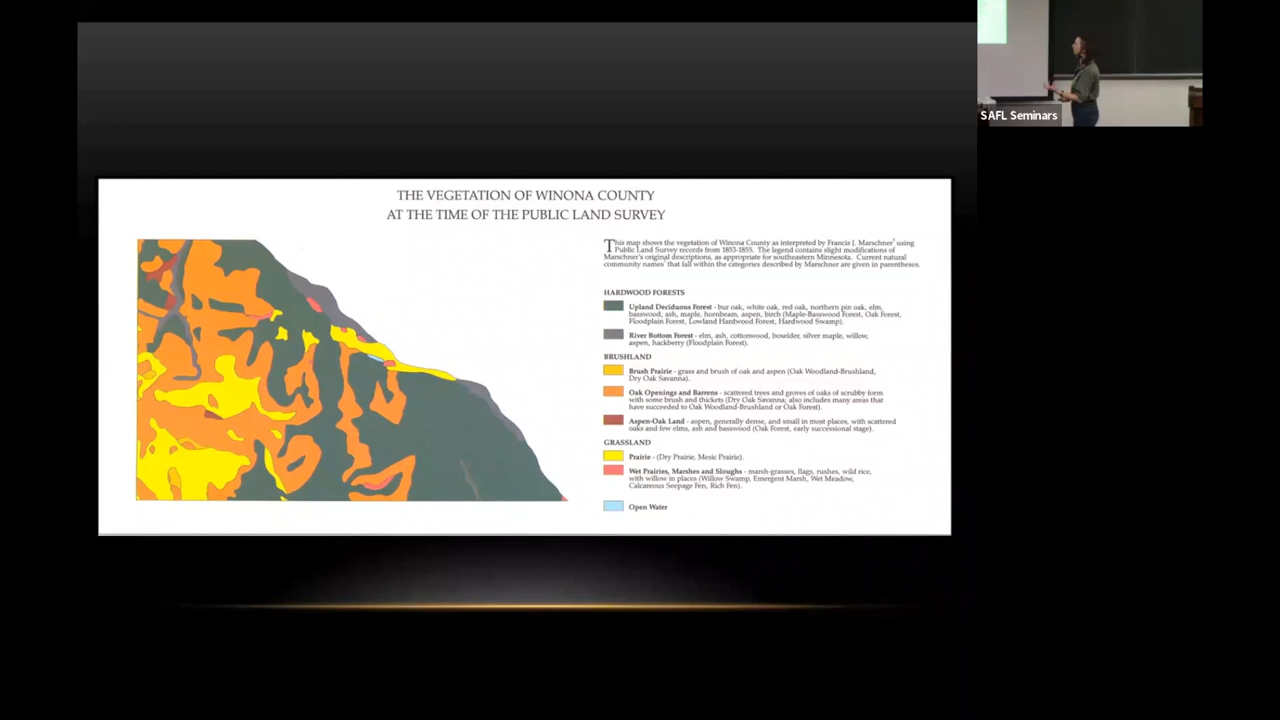 SAFL Seminars
THE VEGETATION OF WINONA COUNTY
AT THE TIME OF THE PUBLIC LAND SURVEY
This map shows the vegetation of Winona County as interpreted by Francis J. Marschner' using
Public Land Survey records from 1853-1855. The legend contains slight modifications of
Marschner's original descriptions, as appropriate for southeastern Minnesota. Current natural
community names' that fall within the categories described by Marschner are given in parentheses.
HARDWOOD FORESTS
Upland Deciduous Forest - bur oak, white oak, red oak, northern pin oak, elm,
basswood, ash, maple, hornbeam, aspen, birch (Maple-Basswood Forest, Oak Forest,
Floodplain Forest, Lowland Hardwood Forest, Hardwood Swamp).
River Bottom Forest - elm, ash, cottonwood, boxelder, silver maple, willow,
aspen, hackberry (Floodplain Forest).
BRUSHLAND
Brush Prairie - grass and brush of oak and aspen (Oak Woodland-Brushland,
Dry Oak Savanna).
Oak Openings and Barrens - scattered trees and groves of oaks of scrubby form
with some brush and thickets (Dry Oak Savanna; also includes many areas that
have succeeded to Oak Woodland-Brushland or Oak Forest).
Aspen-Oak Land - aspen, generally dense, and small in most places, with scattered
oaks and few elms, ash and basswood (Oak Forest, early successional stage).
GRASSLAND
Prairie - (Dry Prairie, Mesic Prairie).
Wet Prairies, Marshes and Sloughs - marsh-grasses, flags, rushes, wild rice,
with willow in places (Willow Swamp, Emergent Marsh, Wet Meadow,
Calcareous Seepage Fen, Rich Fen).
Open Water